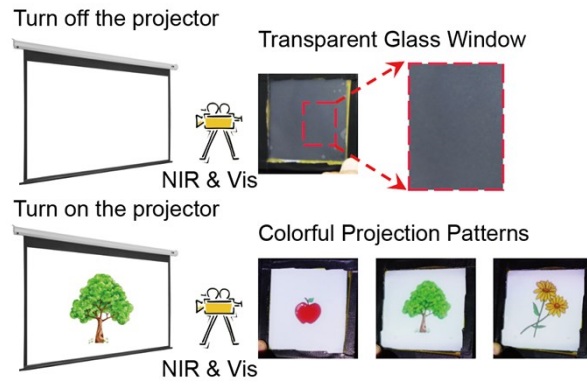 Turn off the projector
Transparent Glass Window
NIR & Vis
Turn on the projector
Colorful Projection Patterns
NIR & Vis